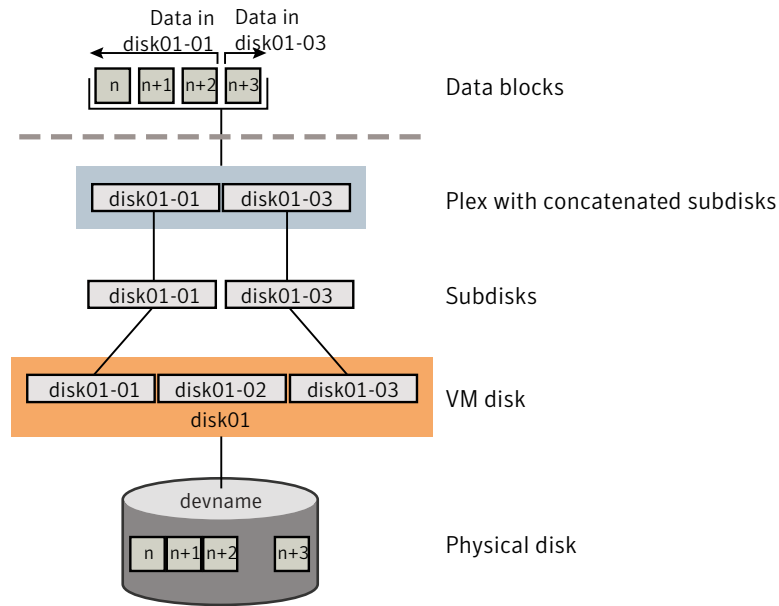 Data in
disk01-01
Data in
disk01-03
n n+1 n+2 n+3
Data blocks
disk01-01 disk01-03
Plex with concatenated subdisks
disk01-01 disk01-03
Subdisks
disk01-01 disk01-02 disk01-03
disk01
VM disk
devname
n n+1 n+2 n+3
Physical disk